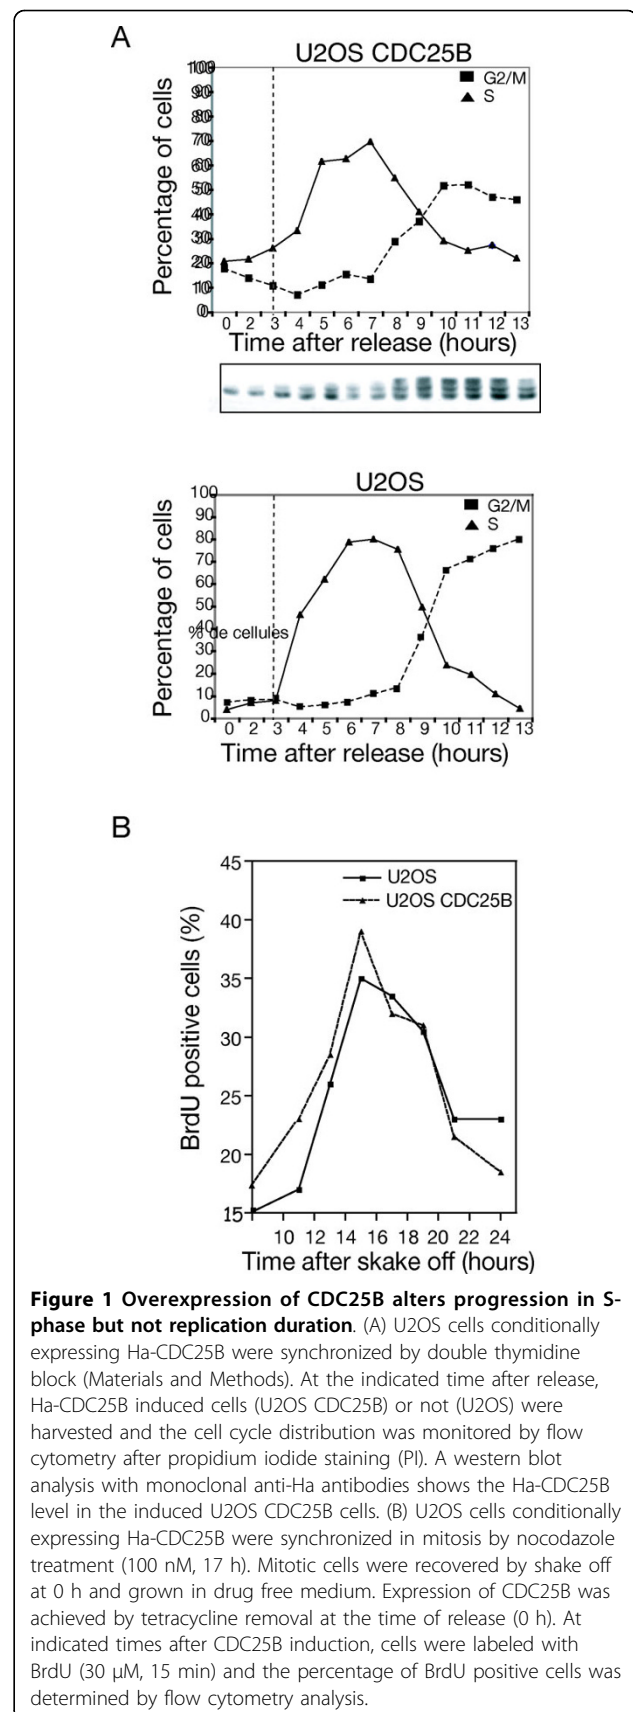 A
U2OS CDC25B
G2/M
S
Percentage of cells
100
90
80
70
60
50
40
30
20
10
0
0 2 3 4 5 6 7 8 9 10 11 12 13
Time after release (hours)
U2OS
G2/M
S
Percentage of cells
100
90
80
70
60
50
40
30
20
10
0
% de cellules
0 2 3 4 5 6 7 8 9 10 11 12 13
Time after release (hours)
B
U2OS
U2OS CDC25B
BrdU positive cells (%)
45
40
35
30
25
20
15
10 12 14 16 18 20 22 24
Time after skake off (hours)
Figure 1 Overexpression of CDC25B alters progression in S-
phase but not replication duration. (A) U2OS cells conditionally
expressing Ha-CDC25B were synchronized by double thymidine
block (Materials and Methods). At the indicated time after release,
Ha-CDC25B induced cells (U2OS CDC25B) or not (U2OS) were
harvested and the cell cycle distribution was monitored by flow
cytometry after propidium iodide staining (PI). A western blot
analysis with monoclonal anti-Ha antibodies shows the Ha-CDC25B
level in the induced U2OS CDC25B cells. (B) U2OS cells conditionally
expressing Ha-CDC25B were synchronized in mitosis by nocodazole
treatment (100 nM, 17 h). Mitotic cells were recovered by shake off
at 0 h and grown in drug free medium. Expression of CDC25B was
achieved by tetracycline removal at the time of release (0 h). At
indicated times after CDC25B induction, cells were labeled with
BrdU (30 μM, 15 min) and the percentage of BrdU positive cells was
determined by flow cytometry analysis.